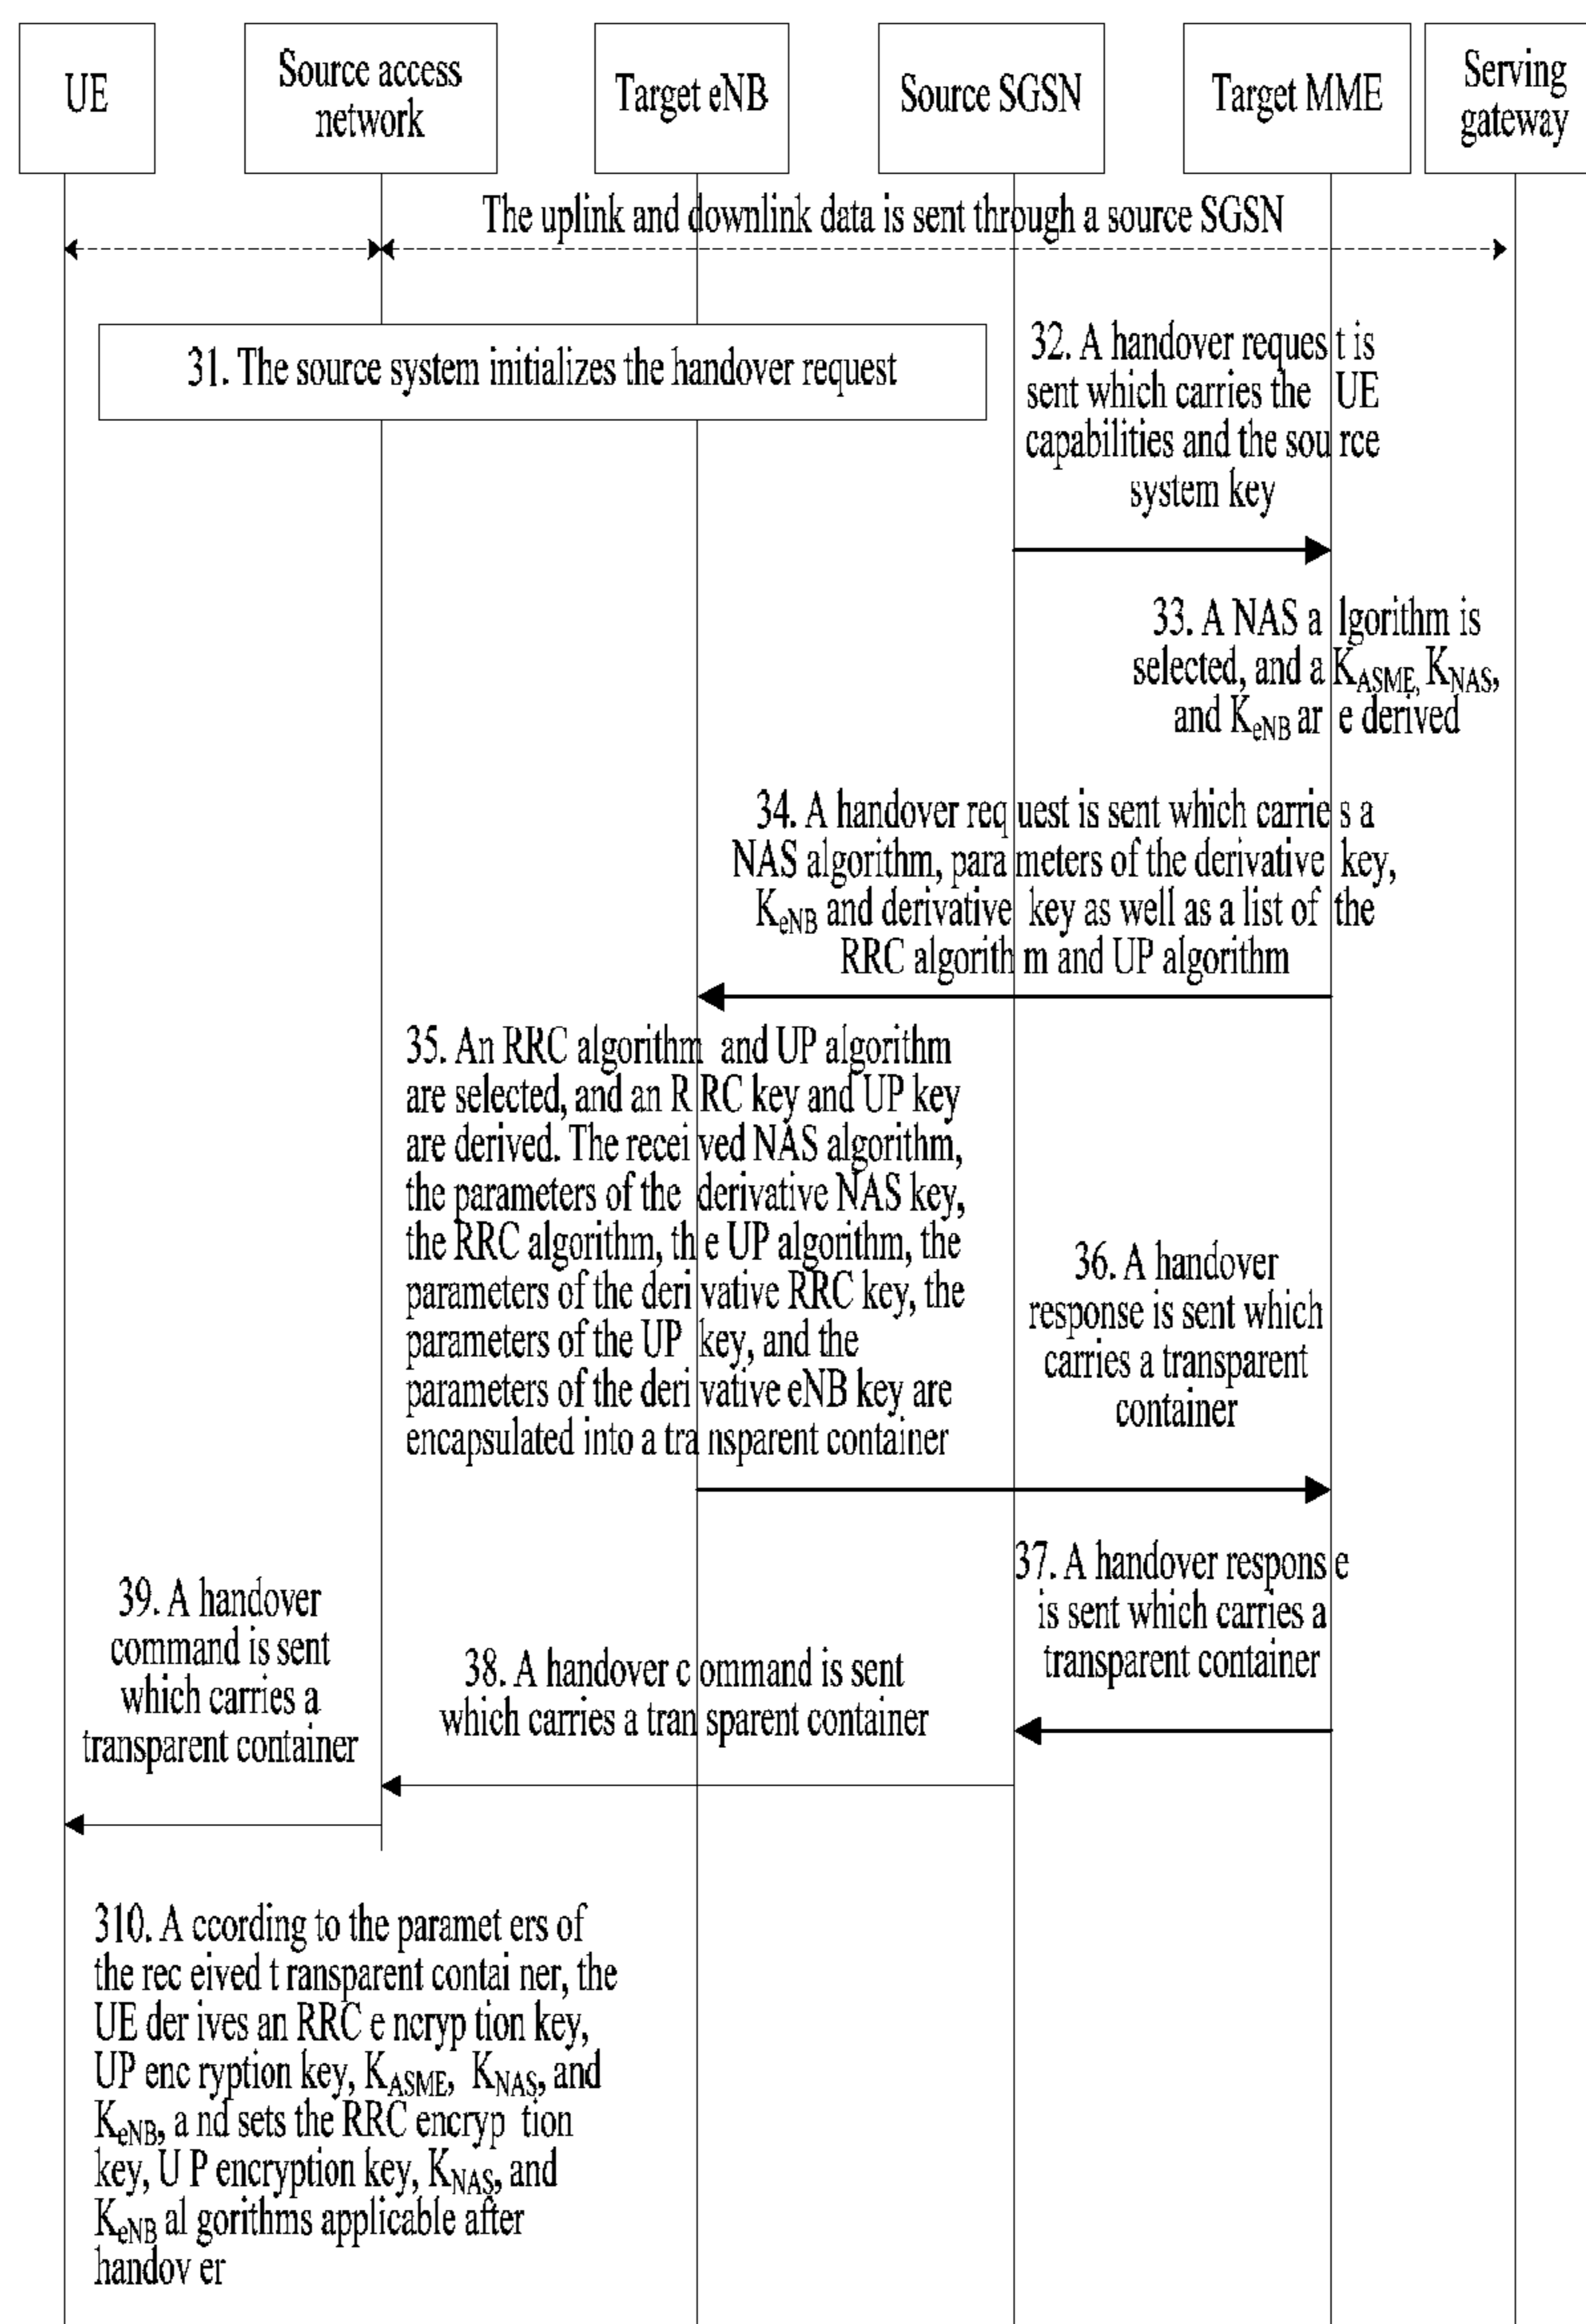 UE
Source access
network
Target eNB
Source SGSN
Target MME
Serving
gateway
The uplink and downlink data is sent through a source SGSN
31. The source system initializes the handover request
32. A handover request is
sent which carries the UE
capabilities and the source
system key
33. A NAS algorithm is
selected, and a KASME, KNAS,
and KeNB are derived
34. A handover request is sent which carries a
NAS algorithm, parameters of the derivative key,
KeNB and derivative key as well as a list of the
RRC algorithm and UP algorithm
35. An RRC algorithm and UP algorithm
are selected, and an RRC key and UP key
are derived. The received NAS algorithm,
the parameters of the derivative NAS key,
the RRC algorithm, the UP algorithm, the
parameters of the derivative RRC key, the
parameters of the UP key, and the
parameters of the derivative eNB key are
encapsulated into a transparent container
36. A handover
response is sent which
carries a transparent
container
37. A handover response
is sent which carries a
transparent container
38. A handover command is sent
which carries a transparent container
39. A handover
command is sent
which carries a
transparent container
310. According to the parameters of
the received transparent container, the
UE derives an RRC encryption key,
UP encryption key, KASME, KNAS, and
KeNB, and sets the RRC encryption
key, UP encryption key, KNAS, and
KeNB algorithms applicable after
handover